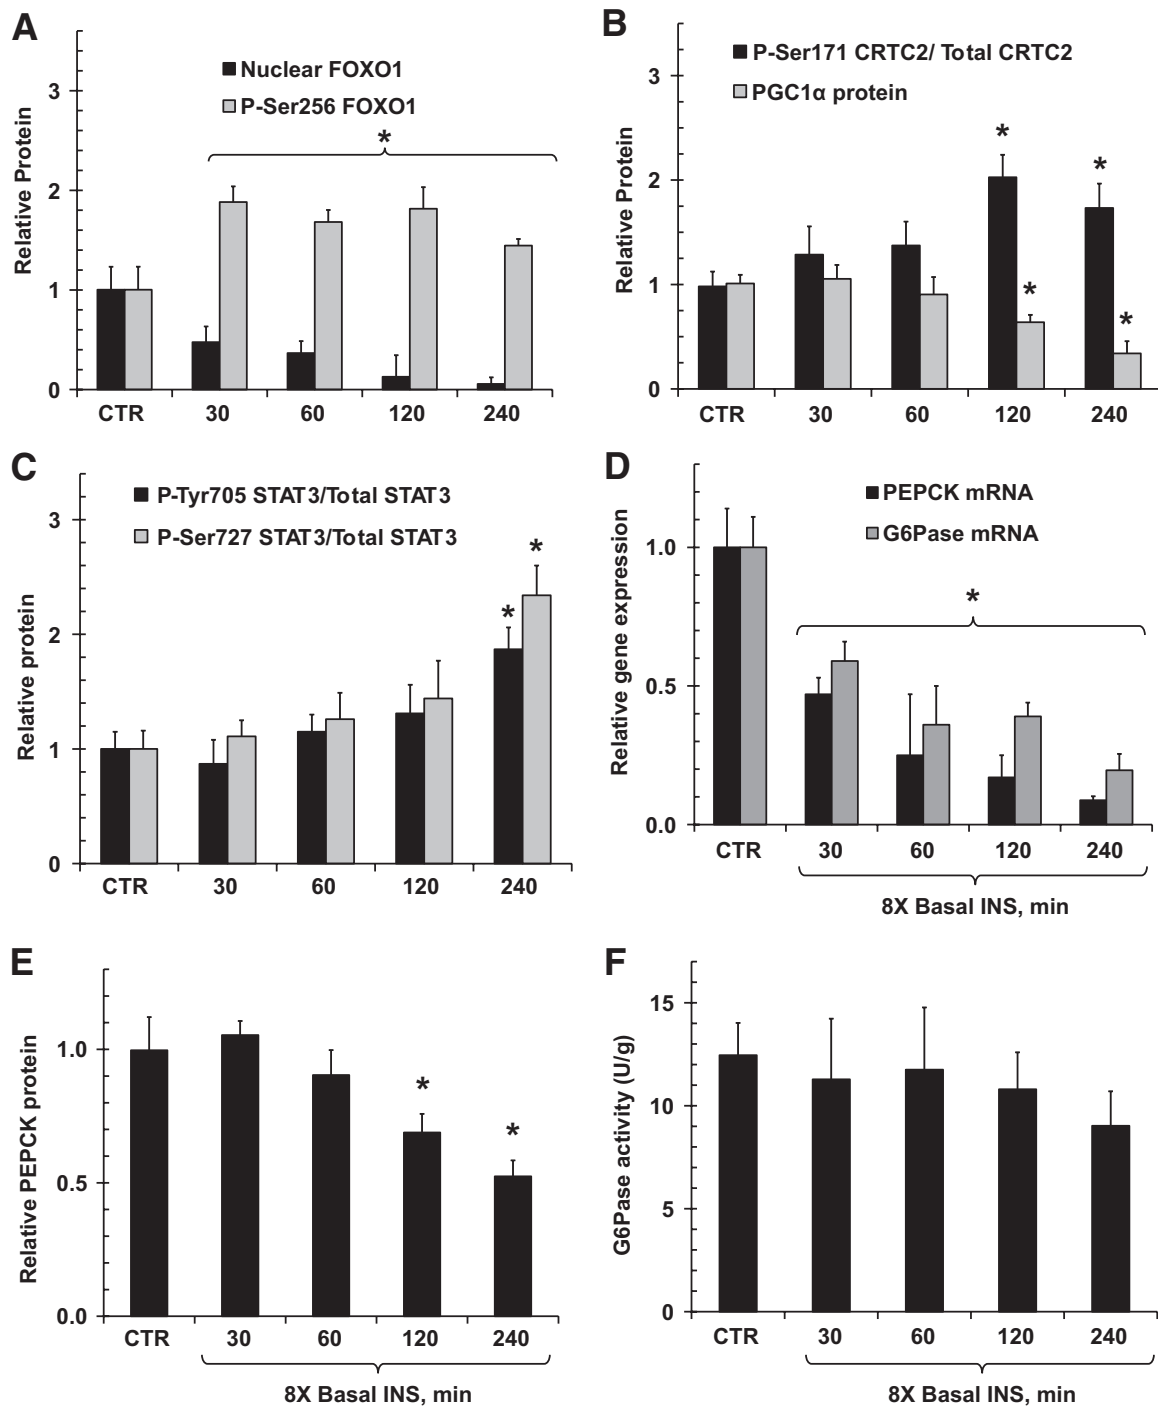 A
Nuclear FOXO1
P-Ser256 FOXO1
*
Relative Protein
3
2
1
0
CTR 30 60 120 240
B
P-Ser171 CRTC2/ Total CRTC2
PGC1α protein
* * * *
Relative Protein
3
2
1
0
CTR 30 60 120 240
C
P-Tyr705 STAT3/Total STAT3
P-Ser727 STAT3/Total STAT3
* *
Relative protein
3
2
1
0
CTR 30 60 120 240
D
PEPCK mRNA
G6Pase mRNA
*
Relative gene expression
1.0
0.5
0.0
CTR 30 60 120 240
8X Basal INS, min
E
* *
Relative PEPCK protein
1.0
0.5
0.0
CTR 30 60 120 240
8X Basal INS, min
F
G6Pase activity (U/g)
15
10
5
0
CTR 30 60 120 240
8X Basal INS, min